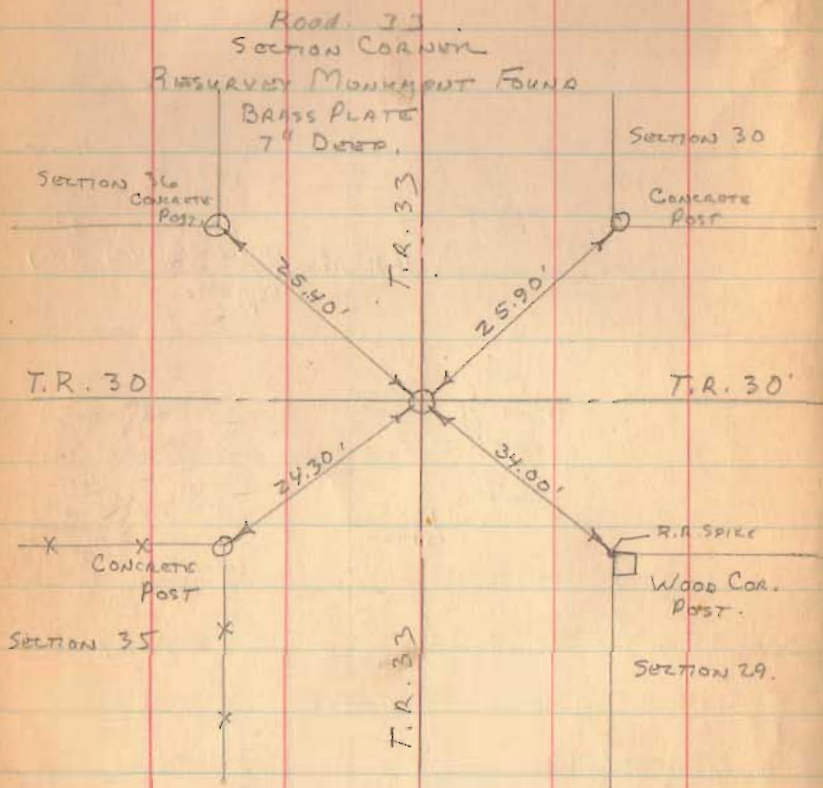 Road. 33
SECTION CORNER
RESURVEY MONUMENT FOUND
BRASS PLATE
7" DEEP.
SECTION 30
SECTION 36
CONCRETE
POST.
CONCRETE
POST
T.R. 33
25.40'
25.90'
T.R. 30
T.R. 30'
24.30'
34.00'
R.R SPIKE
CONCRETE
POST
WOOD COR.
POST.
SECTION 35
T.R. 33
SECTION 29.